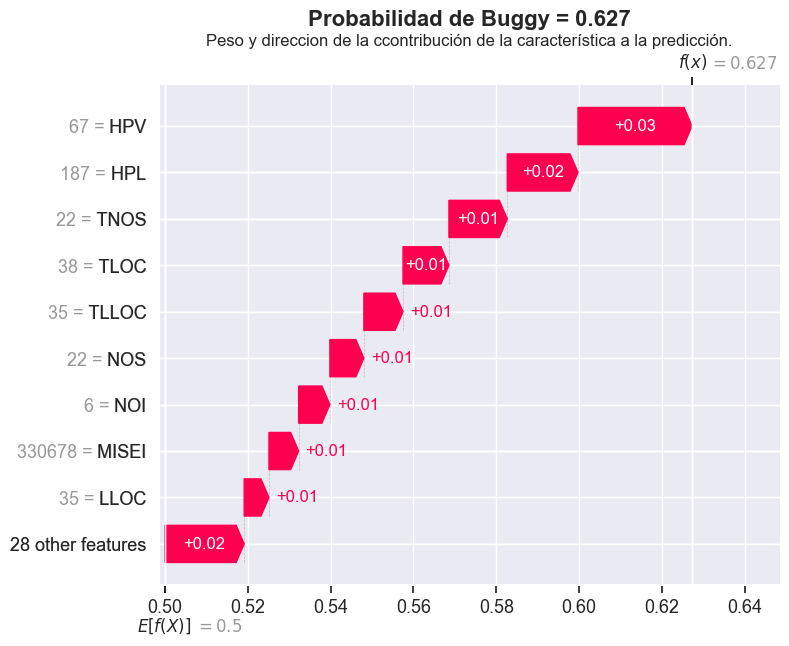 Probabilidad de Buggy = 0.627
Peso y direccion de la ccontribución de la característica a la predicción.
f(x) = 0.627
67 = HPV
+0.03
187 = HPL
+0.02
22 = TNOS
+0.01
38 = TLOC
+0.01
35 = TLLOC
+0.01
22 = NOS
+0.01
6 = NOI
+0.01
330678 = MISEI
+0.01
35 = LLOC
+0.01
28 other features
+0.02
0.50 0.52 0.54 0.56 0.58 0.60 0.62 0.64
E[f(X)] = 0.5